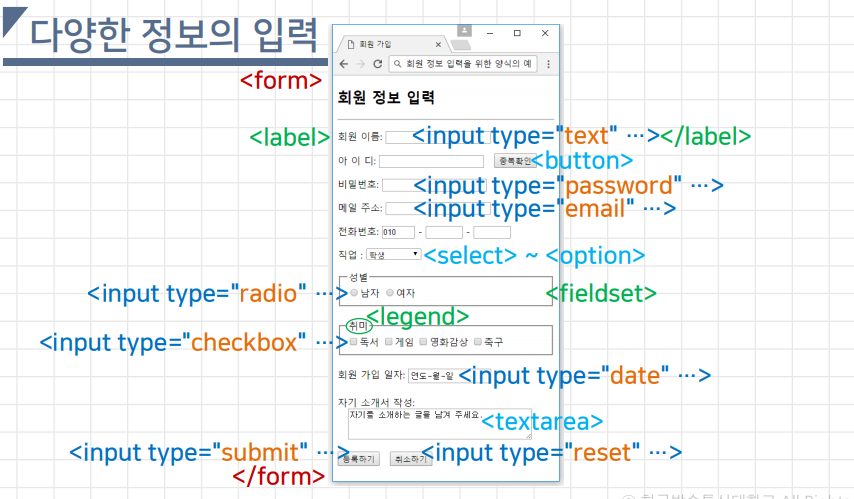 다양한 정보의 입력
회원 가입
회원 정보 입력을 위한 양식의 예
<form>
회원 정보 입력
<label> 회원 이름: <input type="text" ···></label>
아 이 디: 중복확인 <button>
비밀번호: <input type="password" ···>
메일 주소: <input type="email" ···>
전화번호: 010 - -
직업 : 학생 <select> ~ <option>
성별
<input type="radio" ···> 남자 여자 <fieldset>
취미 <legend>
<input type="checkbox" ···> 독서 게임 영화감상 축구
회원 가입 일자: 연도-월-일 <input type="date" ···>
자기 소개서 작성:
자기를 소개하는 글을 남겨 주세요. <textarea>
<input type="submit" ···> 등록하기 취소하기 <input type="reset" ···>
</form>